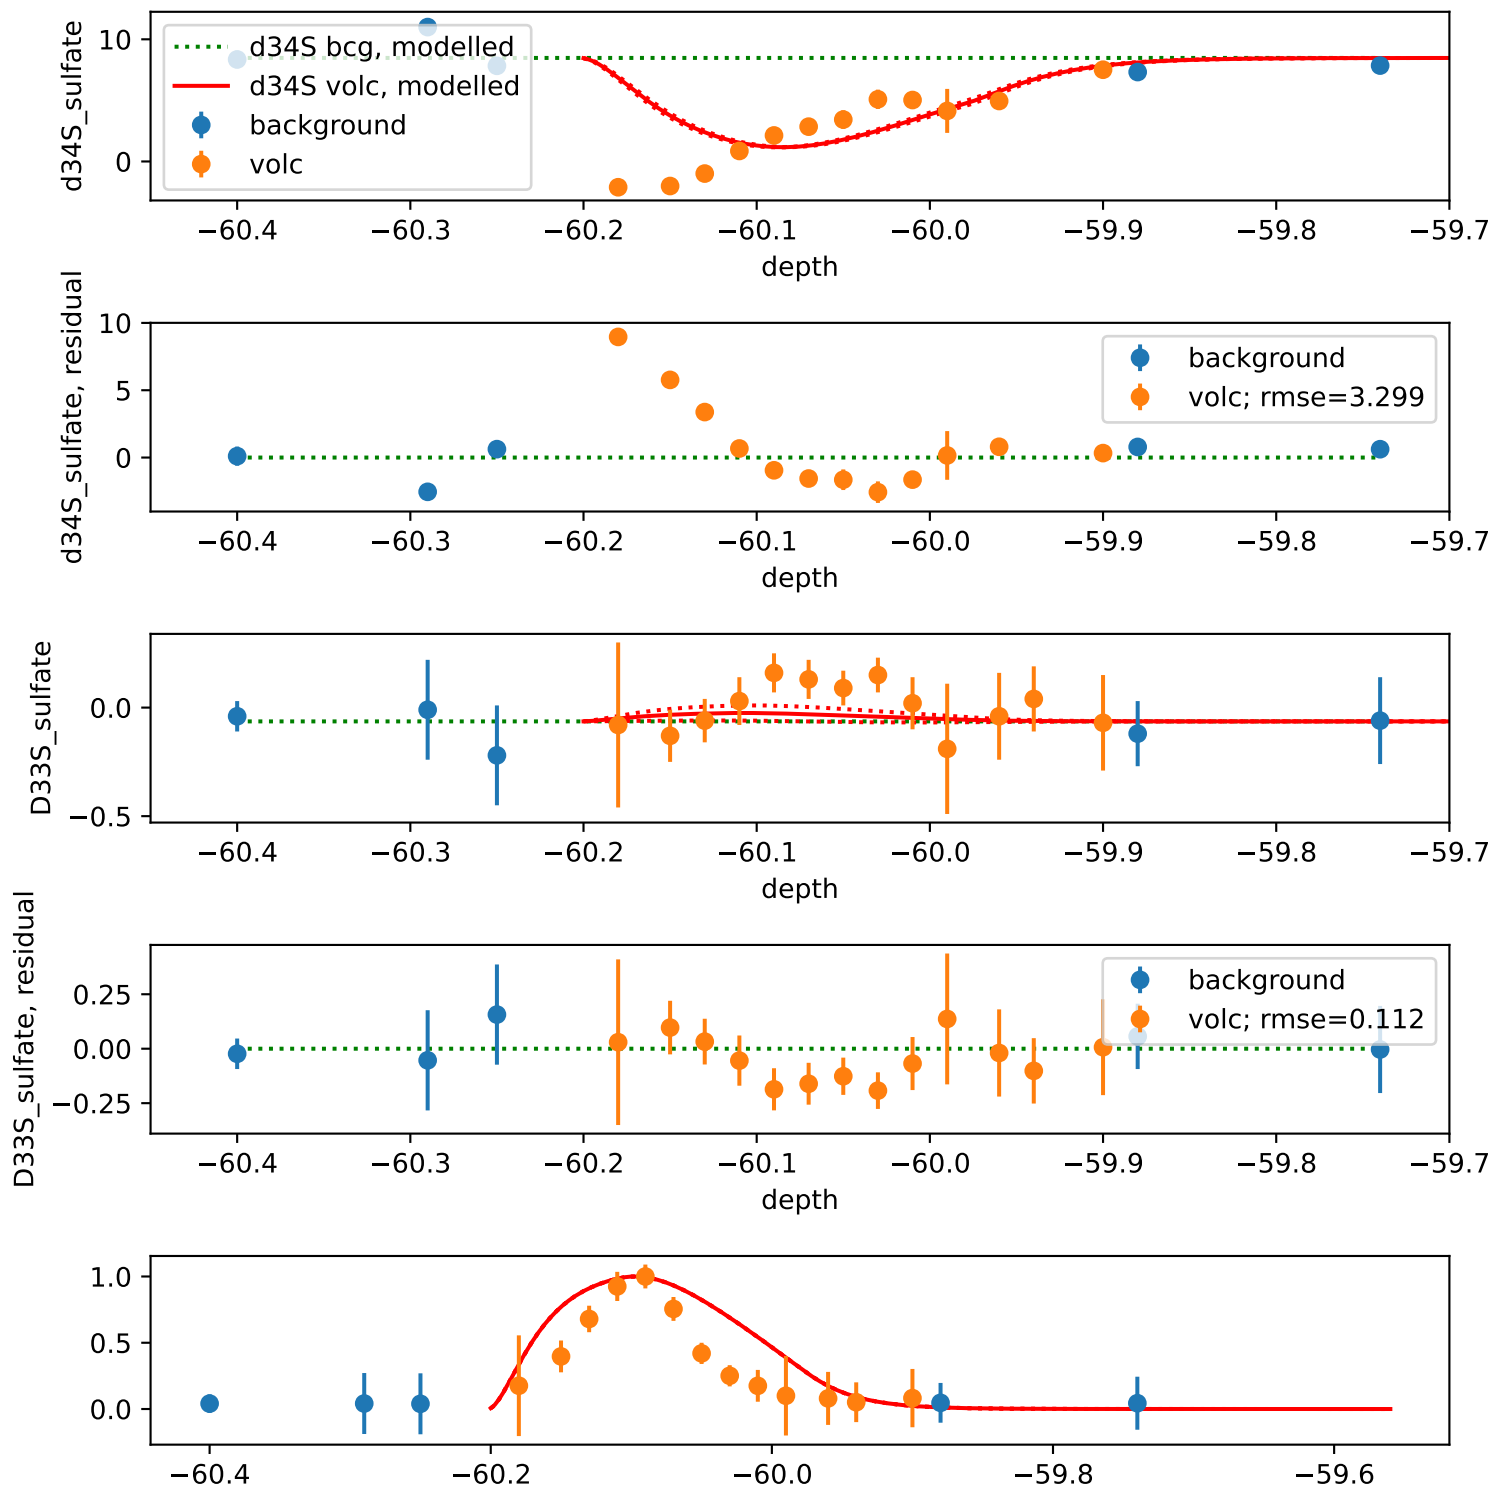 d34S_sulfate
10
0
d34S bcg, modelled
d34S volc, modelled
background
volc
−60.4 −60.3 −60.2 −60.1 −60.0 −59.9 −59.8 −59.7
depth
d34S_sulfate, residual
10
5
0
background
volc; rmse=3.299
−60.4 −60.3 −60.2 −60.1 −60.0 −59.9 −59.8 −59.7
depth
D33S_sulfate
0.0
−0.5
−60.4 −60.3 −60.2 −60.1 −60.0 −59.9 −59.8 −59.7
depth
D33S_sulfate, residual
0.25
0.00
−0.25
background
volc; rmse=0.112
−60.4 −60.3 −60.2 −60.1 −60.0 −59.9 −59.8 −59.7
depth
1.0
0.5
0.0
−60.4 −60.2 −60.0 −59.8 −59.6